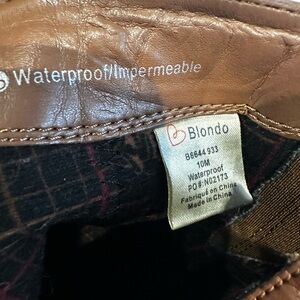 Waterproof/Impermeable
Blondo
B6644 933
10M
Waterproof
PO #:N02173
Fabriqué en Chine
Made in China